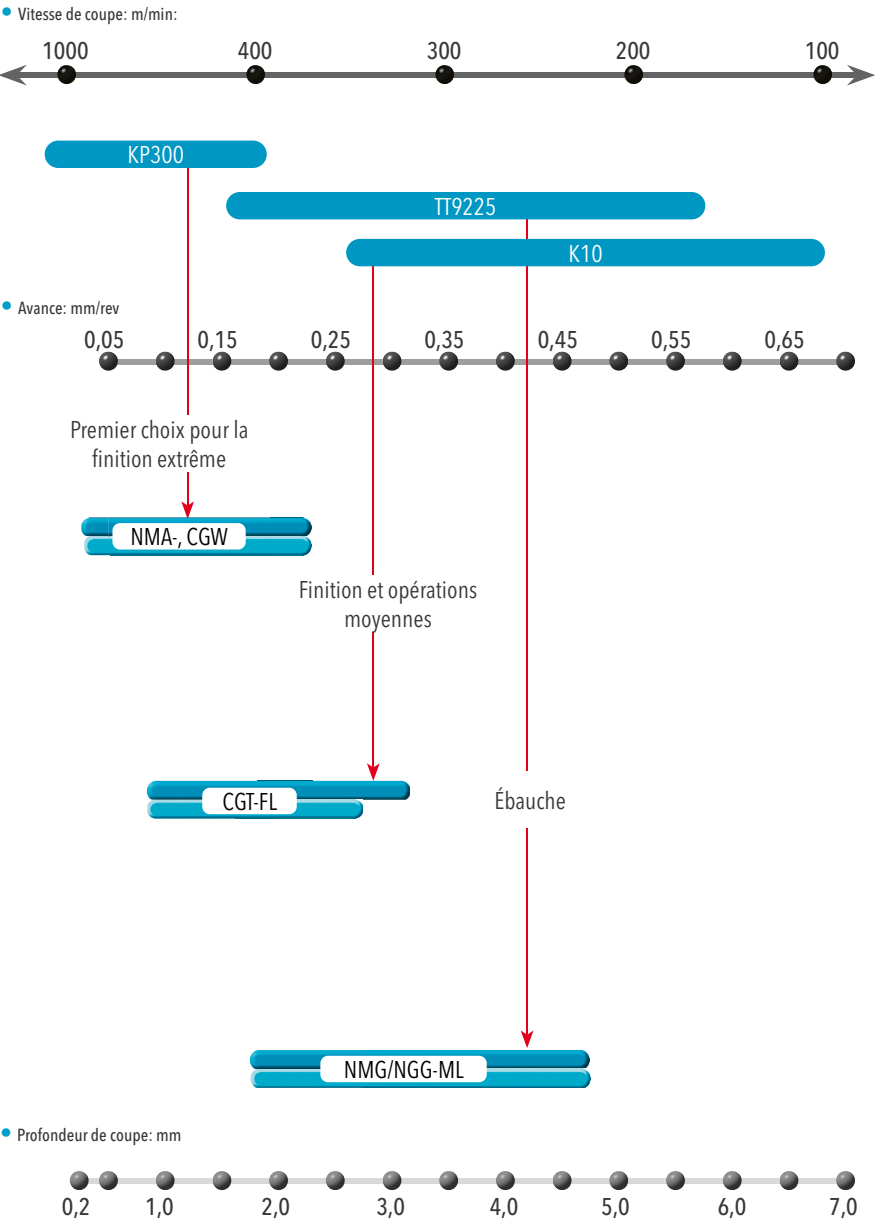 Vitesse de coupe: m/min:
1000 400 300 200 100
KP300
TT9225
K10
Avance: mm/rev
0,05 0,15 0,25 0,35 0,45 0,55 0,65
Premier choix pour la
finition extrême
NMA-, CGW
Finition et opérations
moyennes
CGT-FL
Ébauche
NMG/NGG-ML
Profondeur de coupe: mm
0,2 1,0 2,0 3,0 4,0 5,0 6,0 7,0